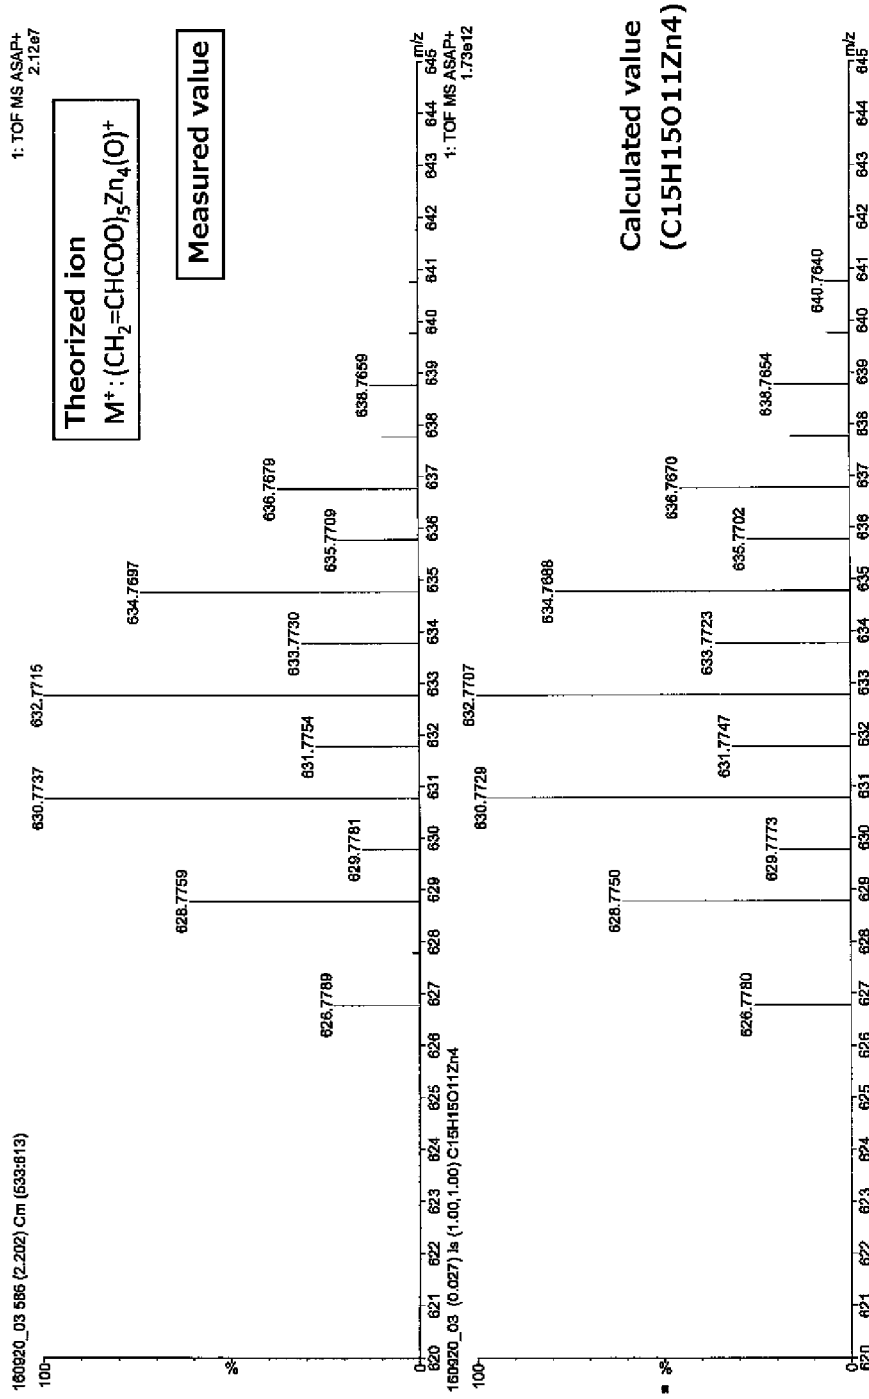 160920_03 586 (2.202) Cm (533:613)
1: TOF MS ASAP+
2.12e7
Theorized ion
M⁺: (CH₂=CHCOO)₅Zn₄(O)⁺
Measured value
100
%
0
626.7789
628.7759
629.7781
630.7737
631.7754
632.7715
633.7730
634.7697
635.7709
636.7679
638.7659
620 621 622 623 624 625 626 627 628 629 630 631 632 633 634 635 636 637 638 639 640 641 642 643 644 645
m/z
160920_03 (0.027) Is (1.00,1.00) C15H15O11Zn4
1: TOF MS ASAP+
1.73e12
Calculated value
(C15H15O11Zn4)
100
%
0
626.7780
628.7750
629.7773
630.7729
631.7747
632.7707
633.7723
634.7688
635.7702
636.7670
638.7654
640.7640
620 621 622 623 624 625 626 627 628 629 630 631 632 633 634 635 636 637 638 639 640 641 642 643 644 645
m/z